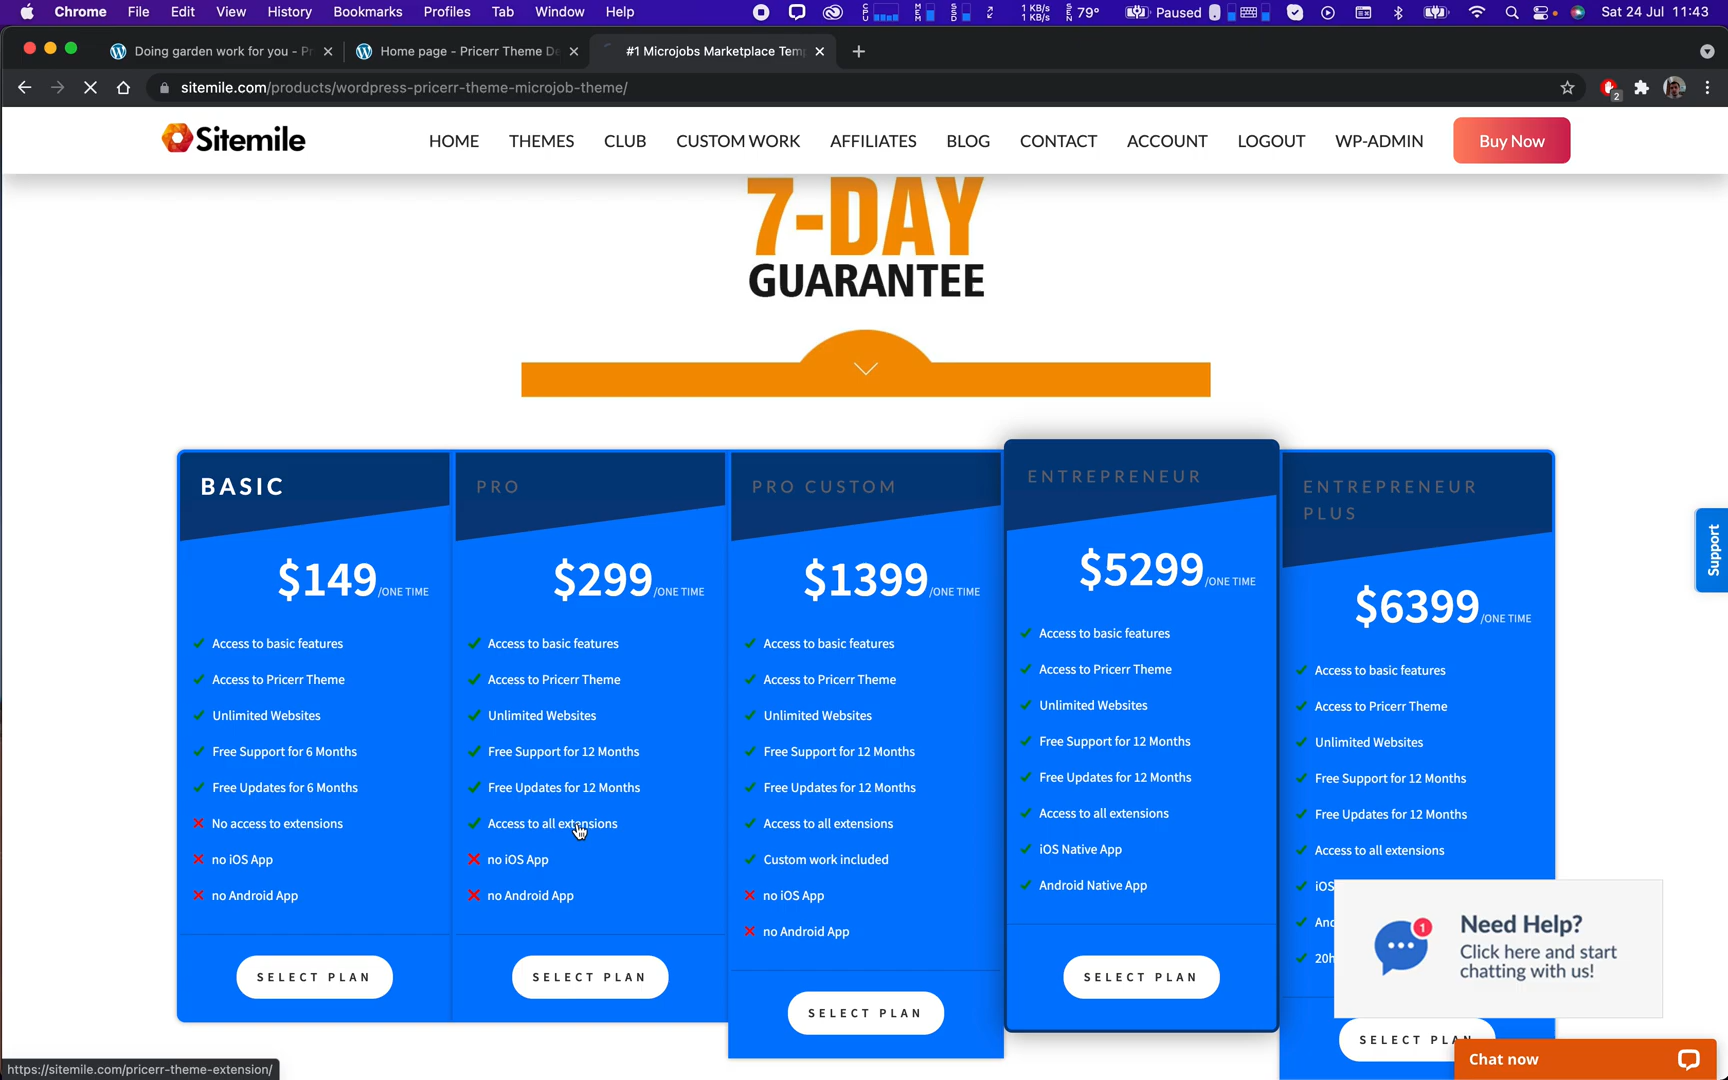 Chrome File Edit View History Bookmarks Profiles Tab Window Help
1 KB/s
1 KB/s
79°
Paused
Sat 24 Jul 11:43
Doing garden work for you - Pr
Home page - Pricerr Theme De
#1 Microjobs Marketplace Temp
sitemile.com/products/wordpress-pricerr-theme-microjob-theme/
2
Sitemile
HOME THEMES CLUB CUSTOM WORK AFFILIATES BLOG CONTACT ACCOUNT LOGOUT WP-ADMIN Buy Now
7-DAY
GUARANTEE
BASIC
$149/ONE TIME
Access to basic features
Access to Pricerr Theme
Unlimited Websites
Free Support for 6 Months
Free Updates for 6 Months
No access to extensions
no iOS App
no Android App
SELECT PLAN
PRO
$299/ONE TIME
Access to basic features
Access to Pricerr Theme
Unlimited Websites
Free Support for 12 Months
Free Updates for 12 Months
Access to all extensions
no iOS App
no Android App
SELECT PLAN
PRO CUSTOM
$1399/ONE TIME
Access to basic features
Access to Pricerr Theme
Unlimited Websites
Free Support for 12 Months
Free Updates for 12 Months
Access to all extensions
Custom work included
no iOS App
no Android App
SELECT PLAN
ENTREPRENEUR
$5299/ONE TIME
Access to basic features
Access to Pricerr Theme
Unlimited Websites
Free Support for 12 Months
Free Updates for 12 Months
Access to all extensions
iOS Native App
Android Native App
SELECT PLAN
ENTREPRENEUR
PLUS
$6399/ONE TIME
Access to basic features
Access to Pricerr Theme
Unlimited Websites
Free Support for 12 Months
Free Updates for 12 Months
Access to all extensions
iOS
20h
SELECT PLAN
Support
1
Need Help?
Click here and start
chatting with us!
Chat now
https://sitemile.com/pricerr-theme-extension/